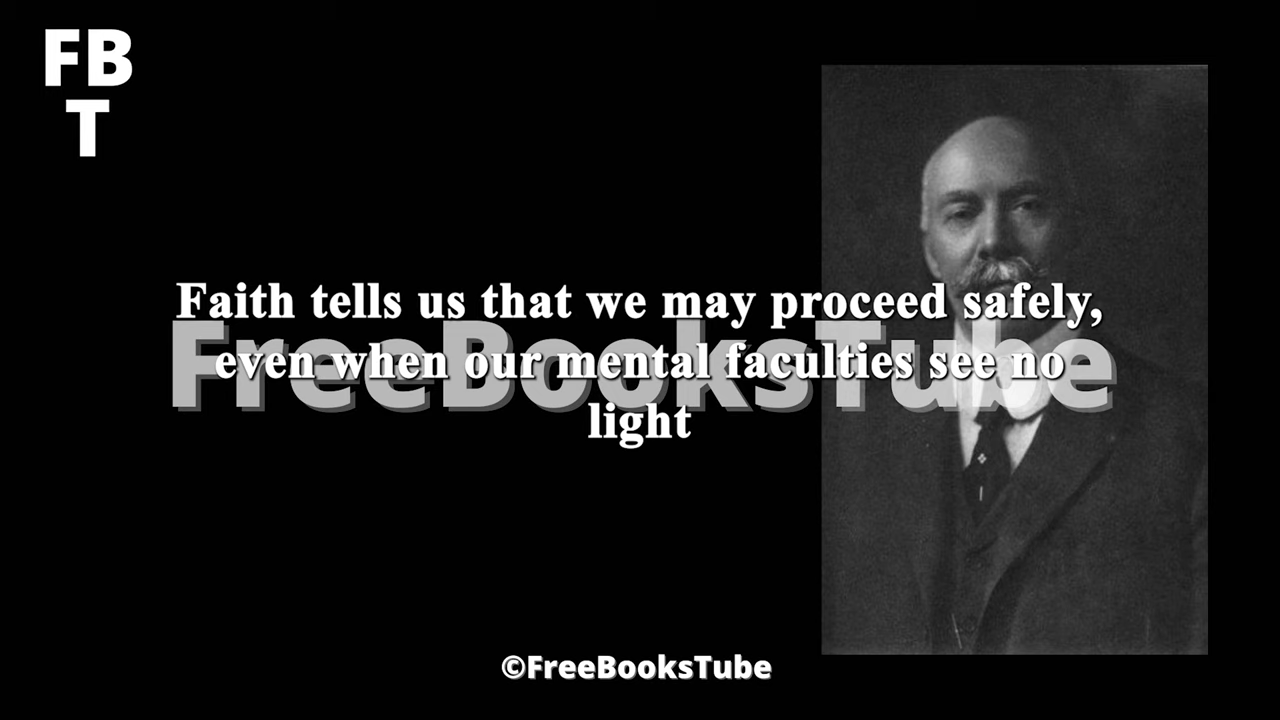 FB
T
Faith tells us that we may proceed safely,
FreeBooksTube
even when our mental faculties see no
light
©FreeBooksTube